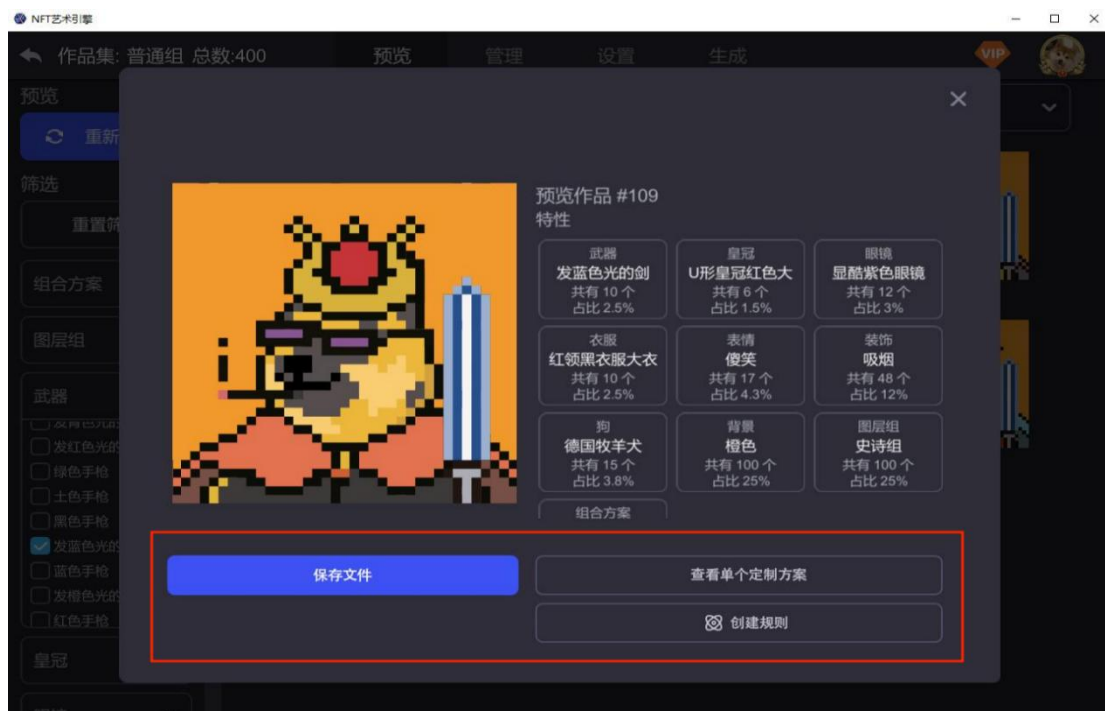 NFT艺术引擎
作品集: 普通组 总数:400
预览
管理
设置
生成
VIP
预览
重新
筛选
重置筛
组合方案
图层组
武器
发红色光的
绿色手枪
土色手枪
黑色手枪
发蓝色光的
蓝色手枪
发橙色光的
红色手枪
皇冠
预览作品 #109
特性
武器
发蓝色光的剑
共有 10 个
占比 2.5%
皇冠
U形皇冠红色大
共有 6 个
占比 1.5%
眼镜
显酷紫色眼镜
共有 12 个
占比 3%
衣服
红领黑衣服大衣
共有 10 个
占比 2.5%
表情
傻笑
共有 17 个
占比 4.3%
装饰
吸烟
共有 48 个
占比 12%
狗
德国牧羊犬
共有 15 个
占比 3.8%
背景
橙色
共有 100 个
占比 25%
图层组
史诗组
共有 100 个
占比 25%
组合方案
保存文件
查看单个定制方案
创建规则